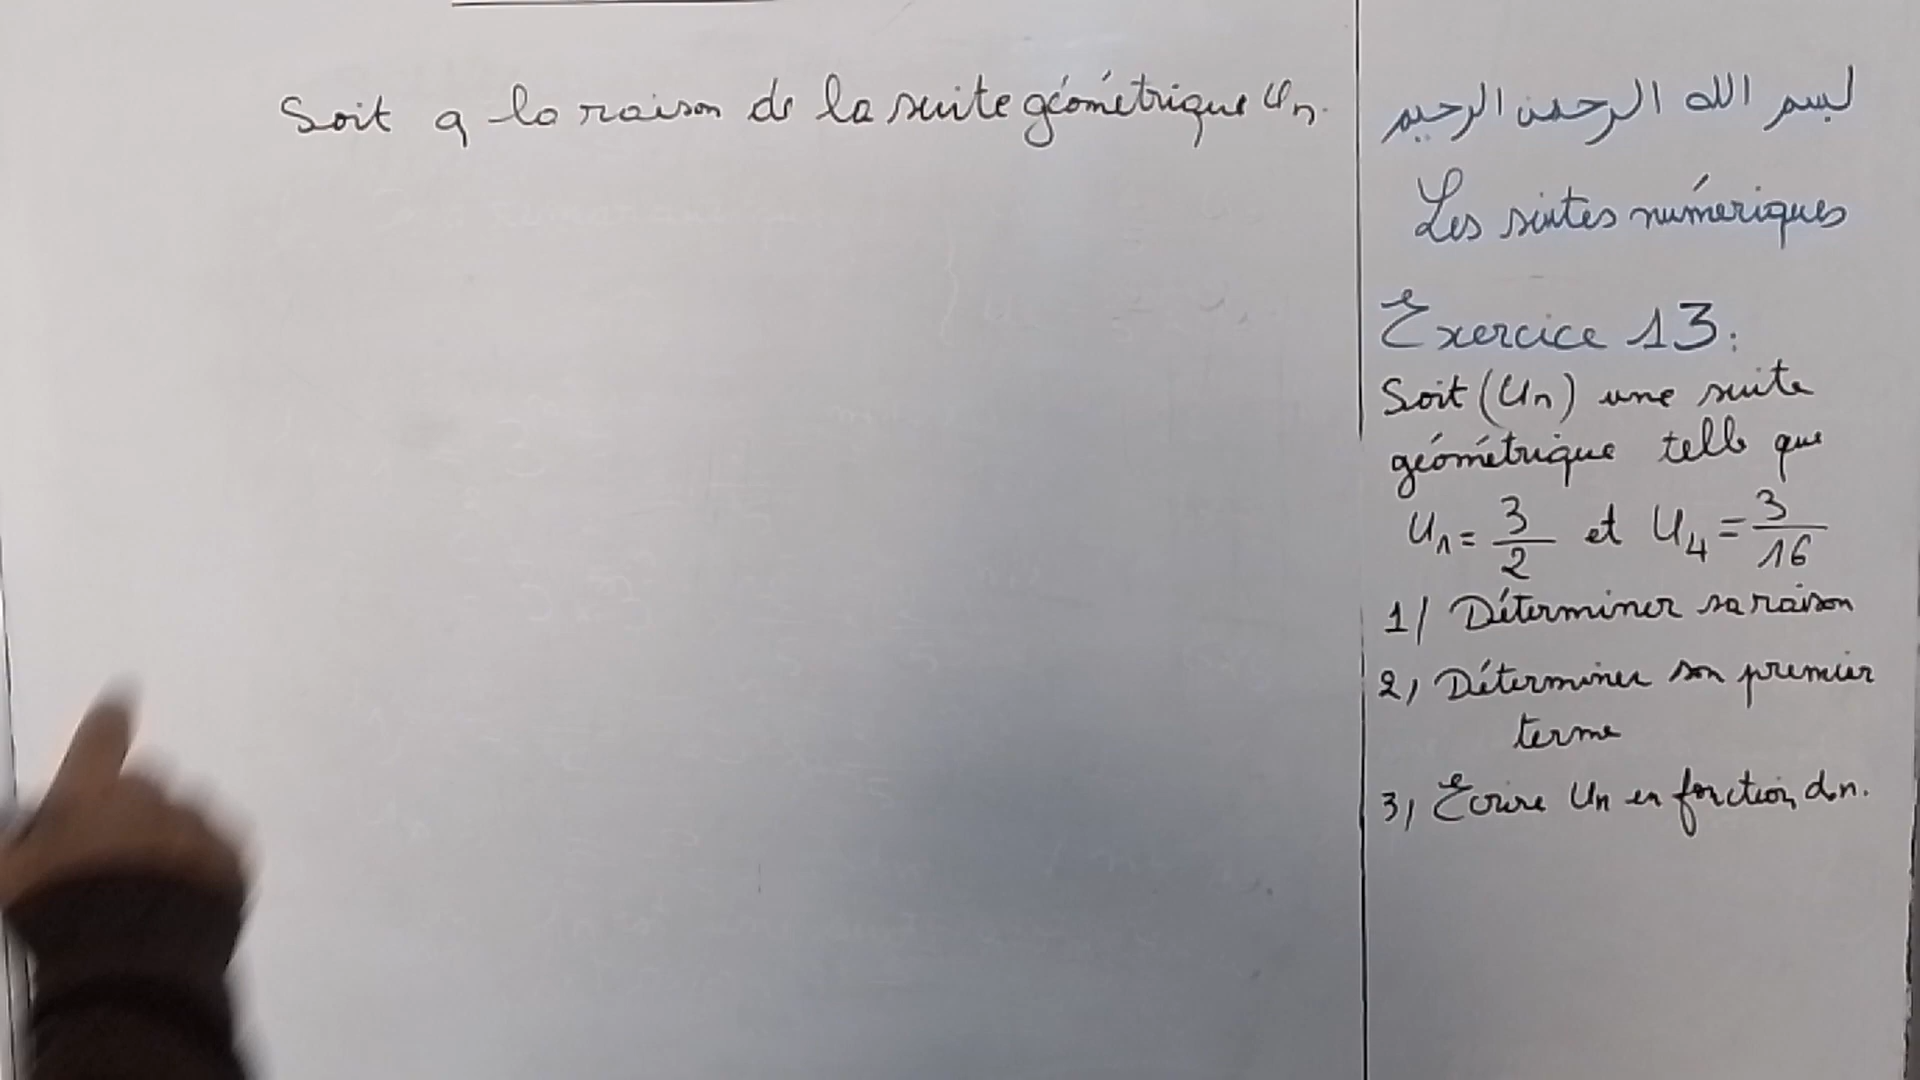 Soit q la raison de la suite géométrique Un.
بسم الله الرحمن الرحيم
Les suites numériques
Exercice 13:
Soit (Un) une suite
géométrique telle que
U1 = 3/2 et U4 = 3/16
1/ Déterminer sa raison
2, Déterminer son premier
terme
3, Ecrire Un en fonction de n.